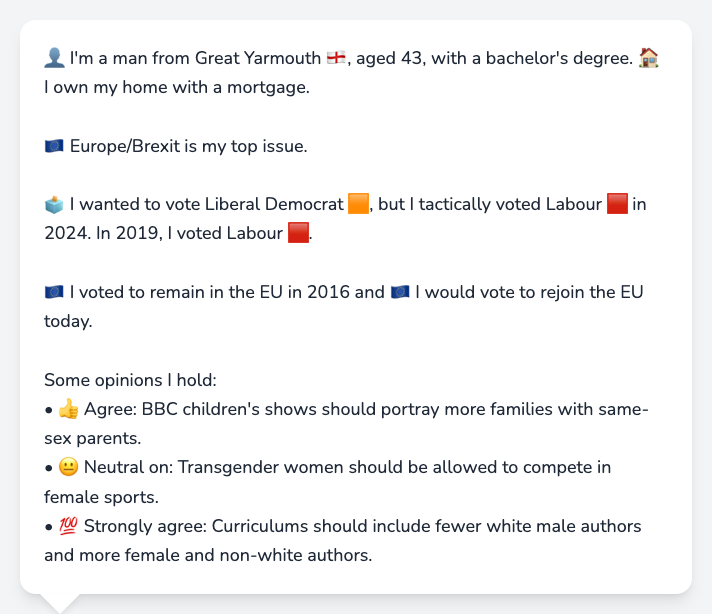 👤 I'm a man from Great Yarmouth 🏴󠁧󠁢󠁥󠁮󠁧󠁿, aged 43, with a bachelor's degree. 🏠
I own my home with a mortgage.
🇪🇺 Europe/Brexit is my top issue.
🗳️ I wanted to vote Liberal Democrat 🟧, but I tactically voted Labour 🟥 in
2024. In 2019, I voted Labour 🟥.
🇪🇺 I voted to remain in the EU in 2016 and 🇪🇺 I would vote to rejoin the EU
today.
Some opinions I hold:
• 👍 Agree: BBC children's shows should portray more families with same-
sex parents.
• 😐 Neutral on: Transgender women should be allowed to compete in
female sports.
• 💯 Strongly agree: Curriculums should include fewer white male authors
and more female and non-white authors.